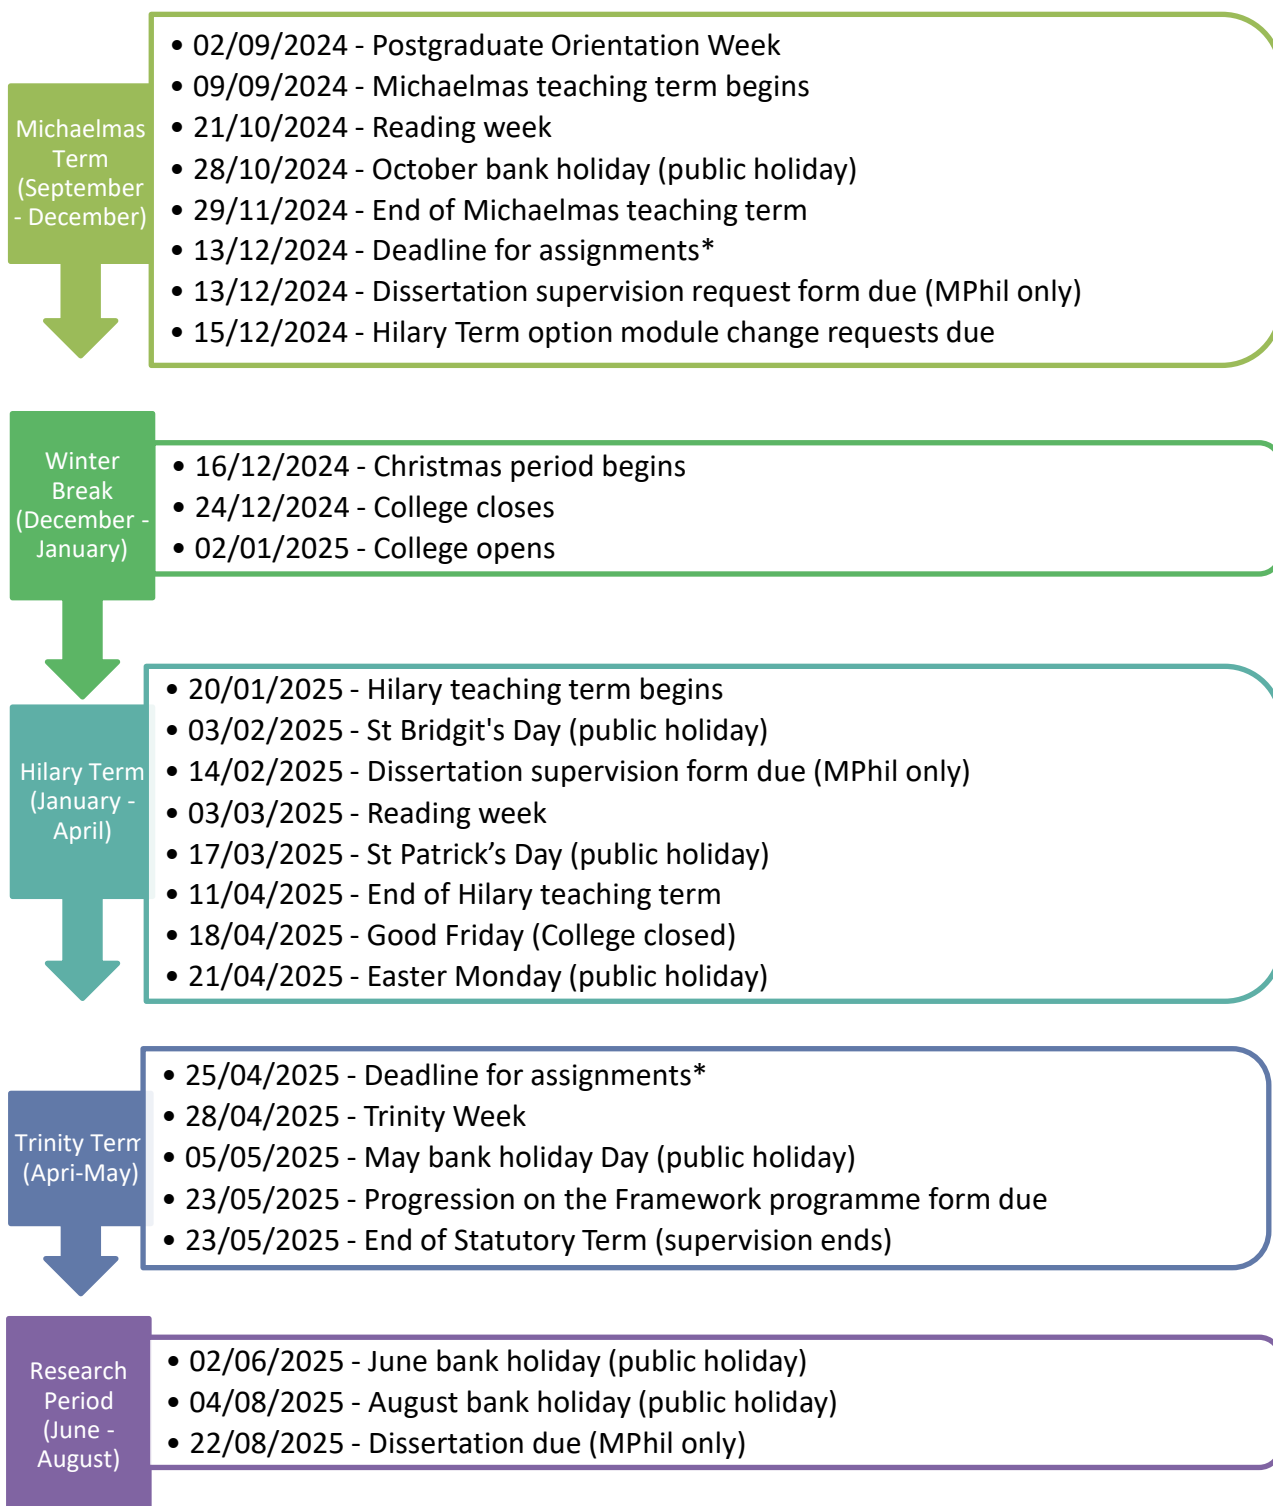 Michaelmas
Term
(September
- December)
• 02/09/2024 - Postgraduate Orientation Week
• 09/09/2024 - Michaelmas teaching term begins
• 21/10/2024 - Reading week
• 28/10/2024 - October bank holiday (public holiday)
• 29/11/2024 - End of Michaelmas teaching term
• 13/12/2024 - Deadline for assignments*
• 13/12/2024 - Dissertation supervision request form due (MPhil only)
• 15/12/2024 - Hilary Term option module change requests due
Winter
Break
(December -
January)
• 16/12/2024 - Christmas period begins
• 24/12/2024 - College closes
• 02/01/2025 - College opens
Hilary Term
(January -
April)
• 20/01/2025 - Hilary teaching term begins
• 03/02/2025 - St Bridgit's Day (public holiday)
• 14/02/2025 - Dissertation supervision form due (MPhil only)
• 03/03/2025 - Reading week
• 17/03/2025 - St Patrick’s Day (public holiday)
• 11/04/2025 - End of Hilary teaching term
• 18/04/2025 - Good Friday (College closed)
• 21/04/2025 - Easter Monday (public holiday)
Trinity Term
(Apri-May)
• 25/04/2025 - Deadline for assignments*
• 28/04/2025 - Trinity Week
• 05/05/2025 - May bank holiday Day (public holiday)
• 23/05/2025 - Progression on the Framework programme form due
• 23/05/2025 - End of Statutory Term (supervision ends)
Research
Period
(June -
August)
• 02/06/2025 - June bank holiday (public holiday)
• 04/08/2025 - August bank holiday (public holiday)
• 22/08/2025 - Dissertation due (MPhil only)